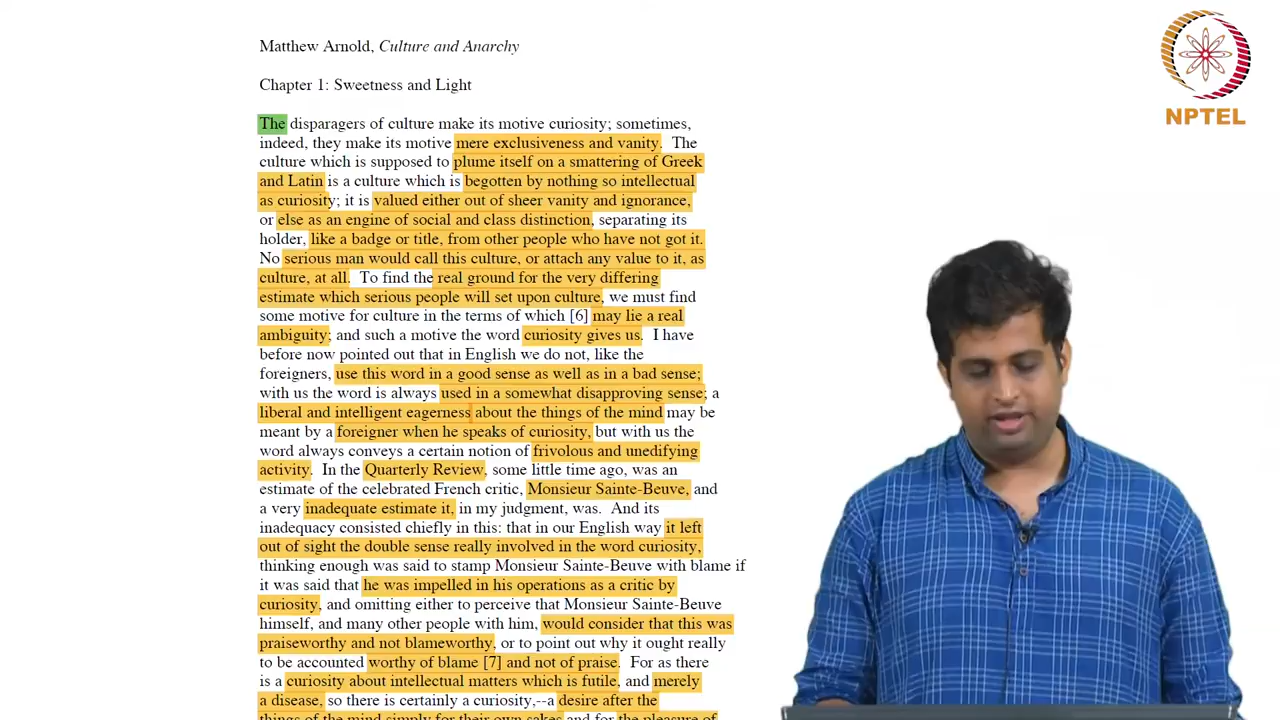 Matthew Arnold, Culture and Anarchy
Chapter 1: Sweetness and Light
The disparagers of culture make its motive curiosity; sometimes,
indeed, they make its motive mere exclusiveness and vanity. The
culture which is supposed to plume itself on a smattering of Greek
and Latin is a culture which is begotten by nothing so intellectual
as curiosity; it is valued either out of sheer vanity and ignorance,
or else as an engine of social and class distinction, separating its
holder, like a badge or title, from other people who have not got it.
No serious man would call this culture, or attach any value to it, as
culture, at all. To find the real ground for the very differing
estimate which serious people will set upon culture, we must find
some motive for culture in the terms of which [6] may lie a real
ambiguity; and such a motive the word curiosity gives us. I have
before now pointed out that in English we do not, like the
foreigners, use this word in a good sense as well as in a bad sense;
with us the word is always used in a somewhat disapproving sense; a
liberal and intelligent eagerness about the things of the mind may be
meant by a foreigner when he speaks of curiosity, but with us the
word always conveys a certain notion of frivolous and unedifying
activity. In the Quarterly Review, some little time ago, was an
estimate of the celebrated French critic, Monsieur Sainte-Beuve, and
a very inadequate estimate it, in my judgment, was. And its
inadequacy consisted chiefly in this: that in our English way it left
out of sight the double sense really involved in the word curiosity,
thinking enough was said to stamp Monsieur Sainte-Beuve with blame if
it was said that he was impelled in his operations as a critic by
curiosity, and omitting either to perceive that Monsieur Sainte-Beuve
himself, and many other people with him, would consider that this was
praiseworthy and not blameworthy, or to point out why it ought really
to be accounted worthy of blame [7] and not of praise. For as there
is a curiosity about intellectual matters which is futile, and merely
a disease, so there is certainly a curiosity,--a desire after the
things of the mind simply for their own sakes and for the pleasure of
NPTEL